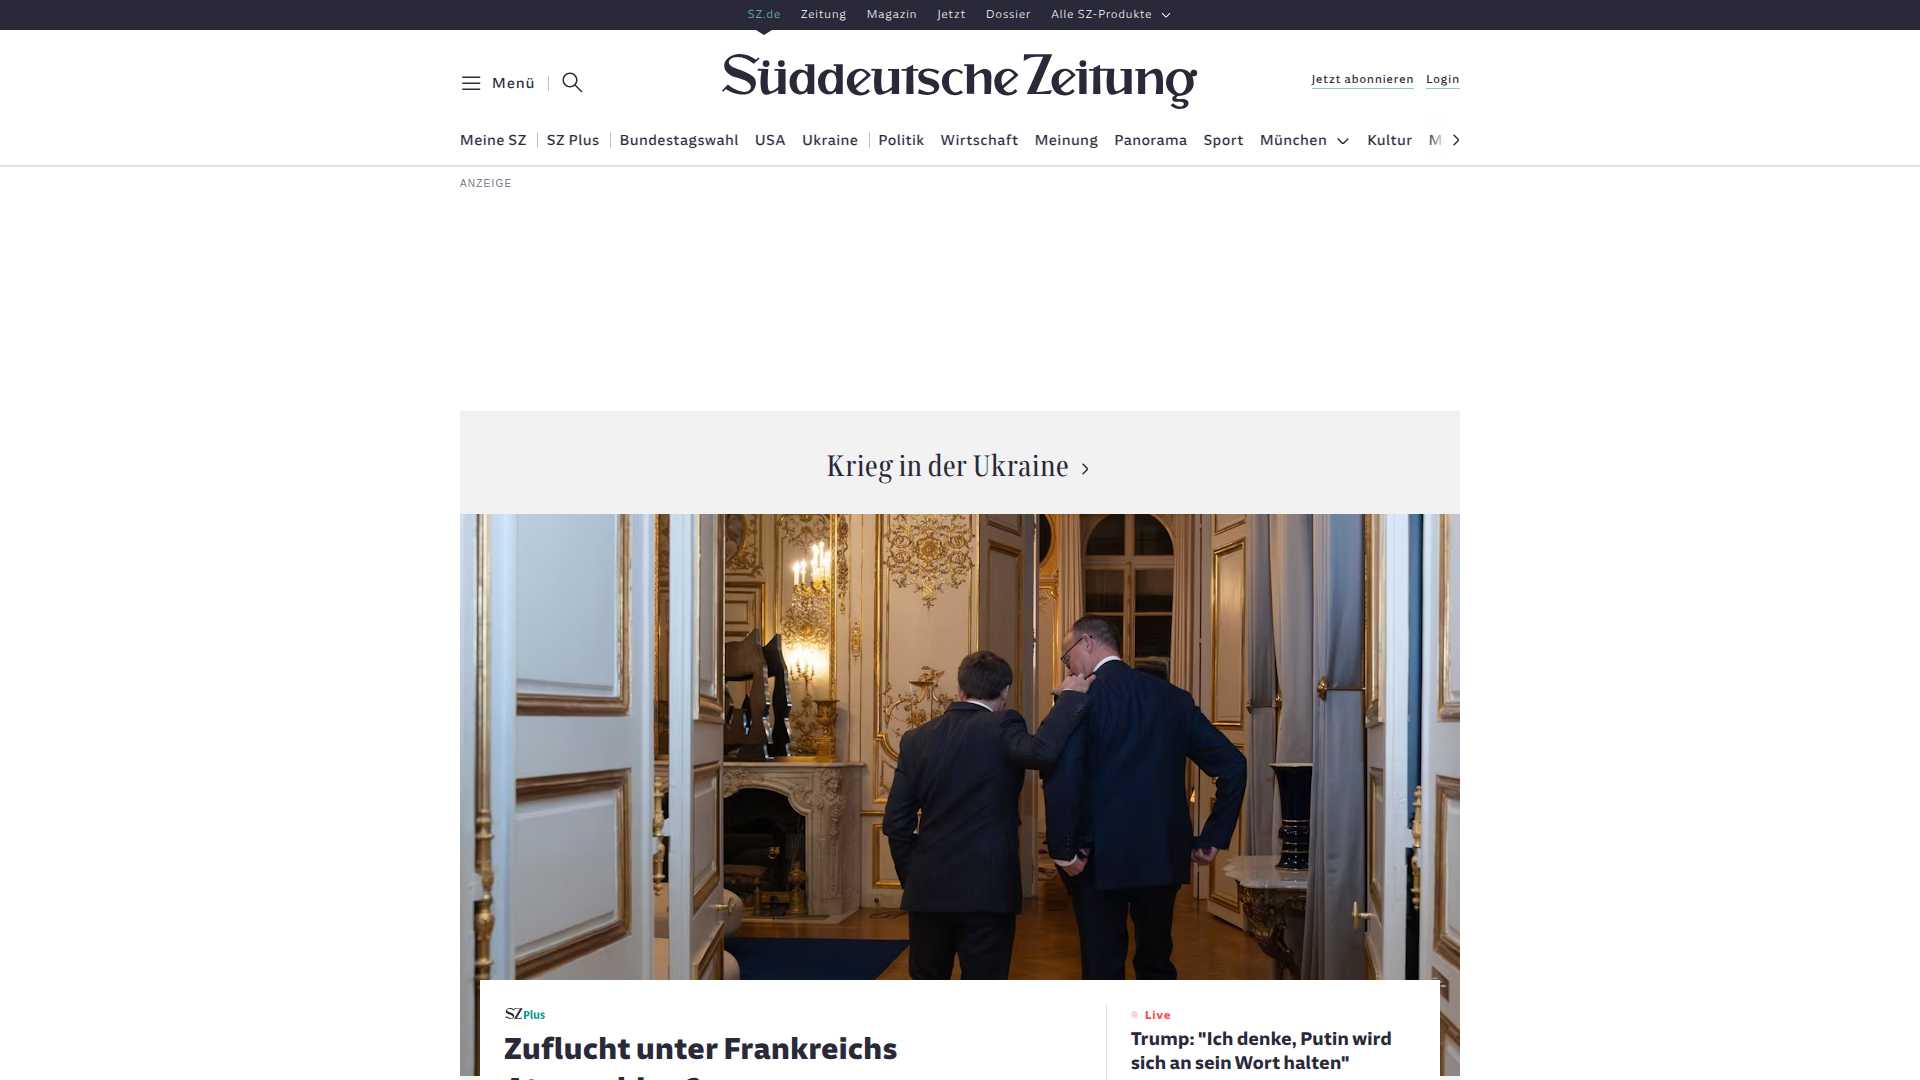 SZ.de Zeitung Magazin Jetzt Dossier Alle SZ-Produkte
Menü
Süddeutsche Zeitung
Jetzt abonnieren Login
Meine SZ SZ Plus Bundestagswahl USA Ukraine Politik Wirtschaft Meinung Panorama Sport München Kultur M
ANZEIGE
Krieg in der Ukraine
SZ Plus
Zuflucht unter Frankreichs
Live
Trump: "Ich denke, Putin wird
sich an sein Wort halten"